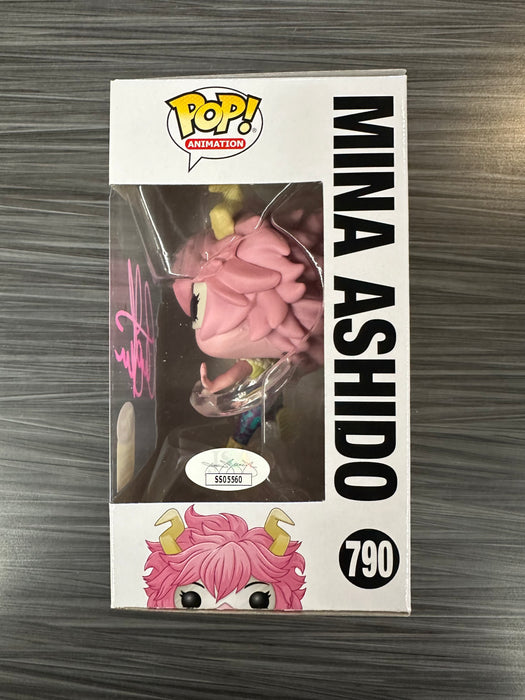 POP!®
ANIMATION
MINA ASHIDO
SS05560
790